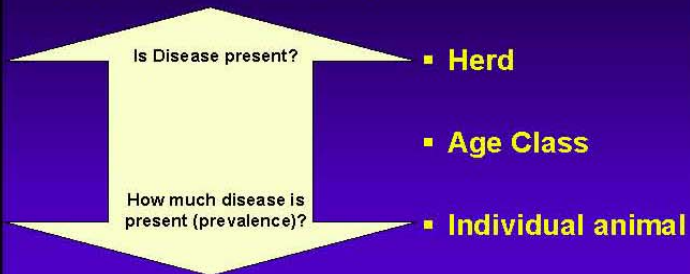 Is Disease present?
▪ Herd
▪ Age Class
How much disease is
present (prevalence)?
▪ Individual animal